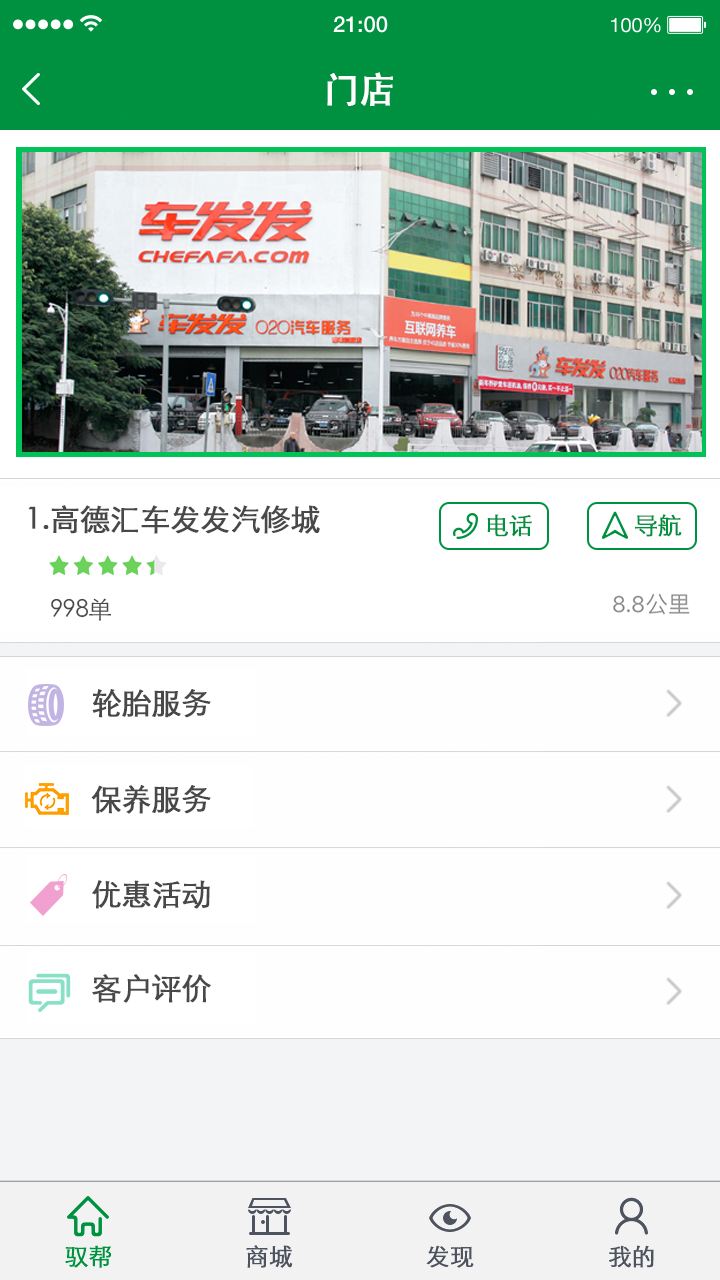 21:00
100%
门店
车发发
CHEFAFA.COM
车发发 O2O汽车服务
互联网养车
车发发 O2O汽车服务
1.高德汇车发发汽修城
电话
导航
998单
8.8公里
轮胎服务
保养服务
优惠活动
客户评价
驭帮
商城
发现
我的